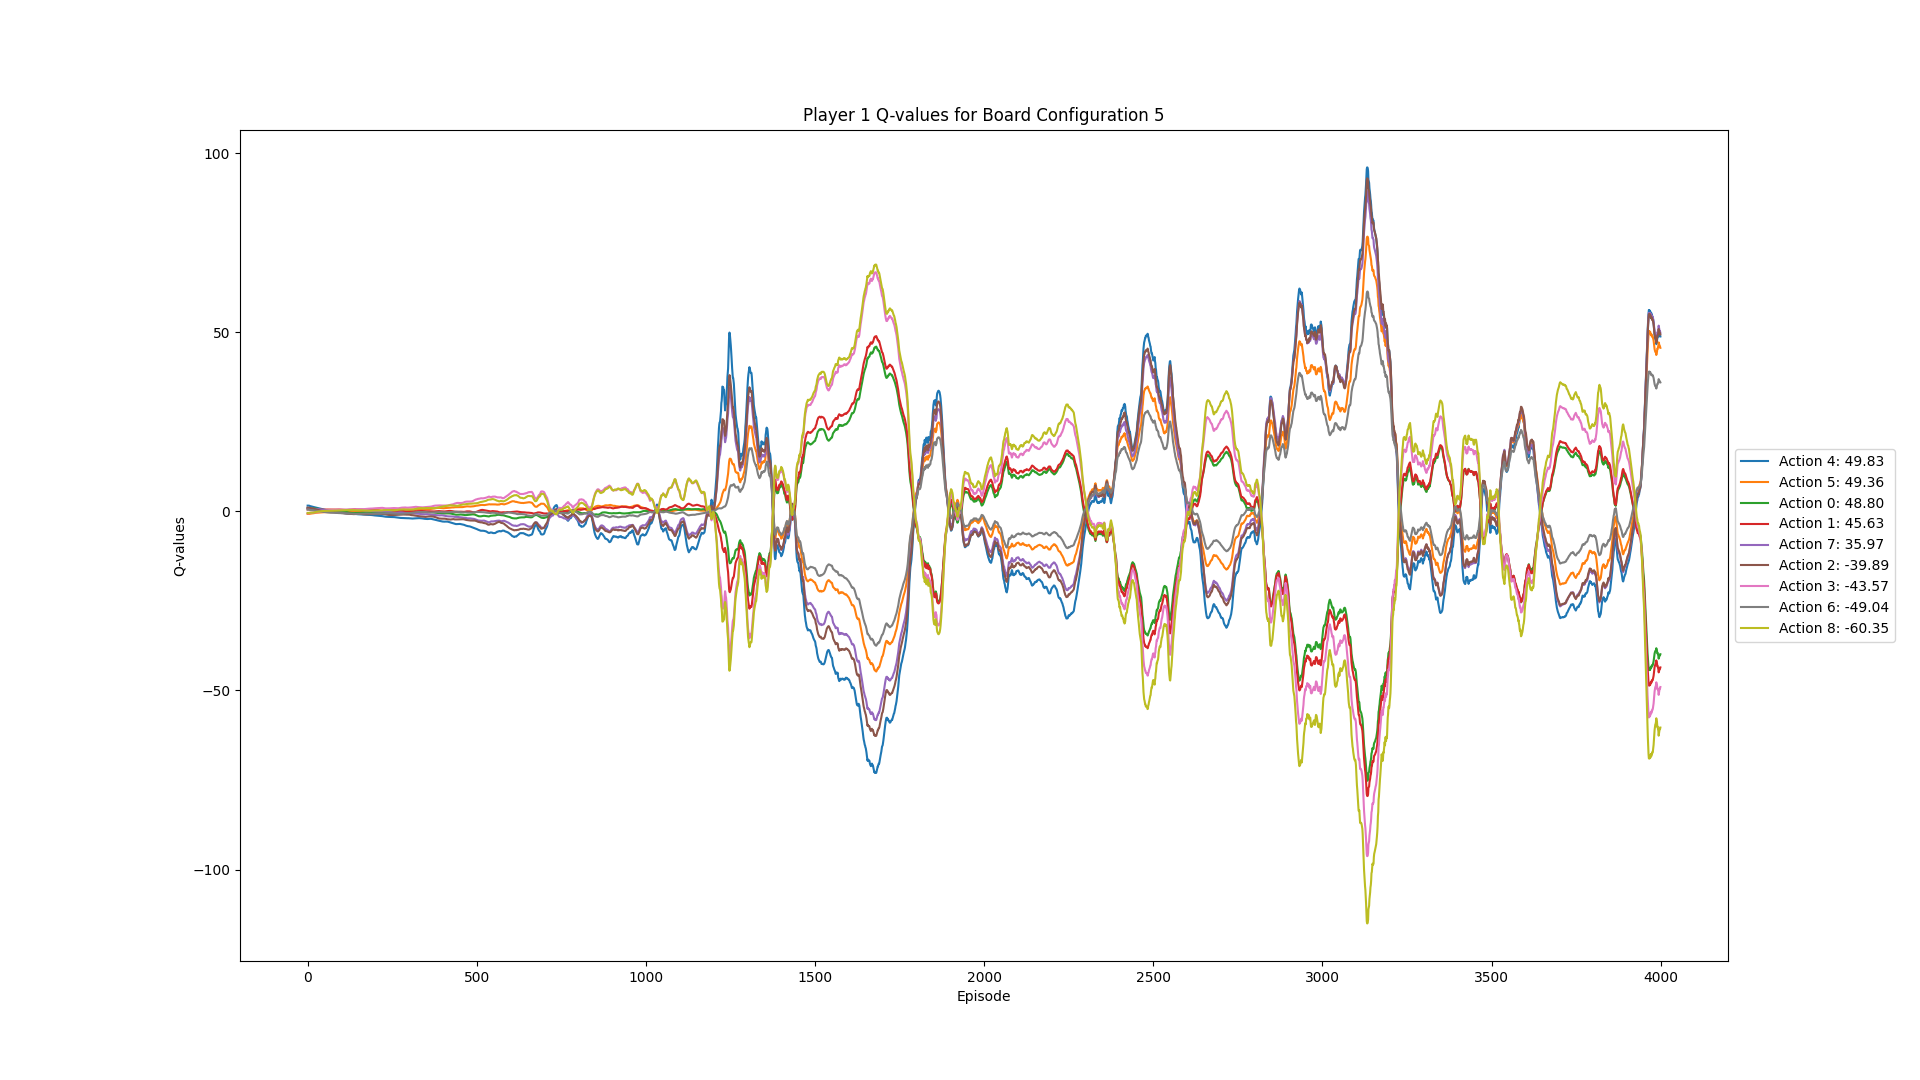 Player 1 Q-values for Board Configuration 5
100
50
0
−50
−100
Q-values
0
500
1000
1500
2000
2500
3000
3500
4000
Episode
Action 4: 49.83
Action 5: 49.36
Action 0: 48.80
Action 1: 45.63
Action 7: 35.97
Action 2: -39.89
Action 3: -43.57
Action 6: -49.04
Action 8: -60.35